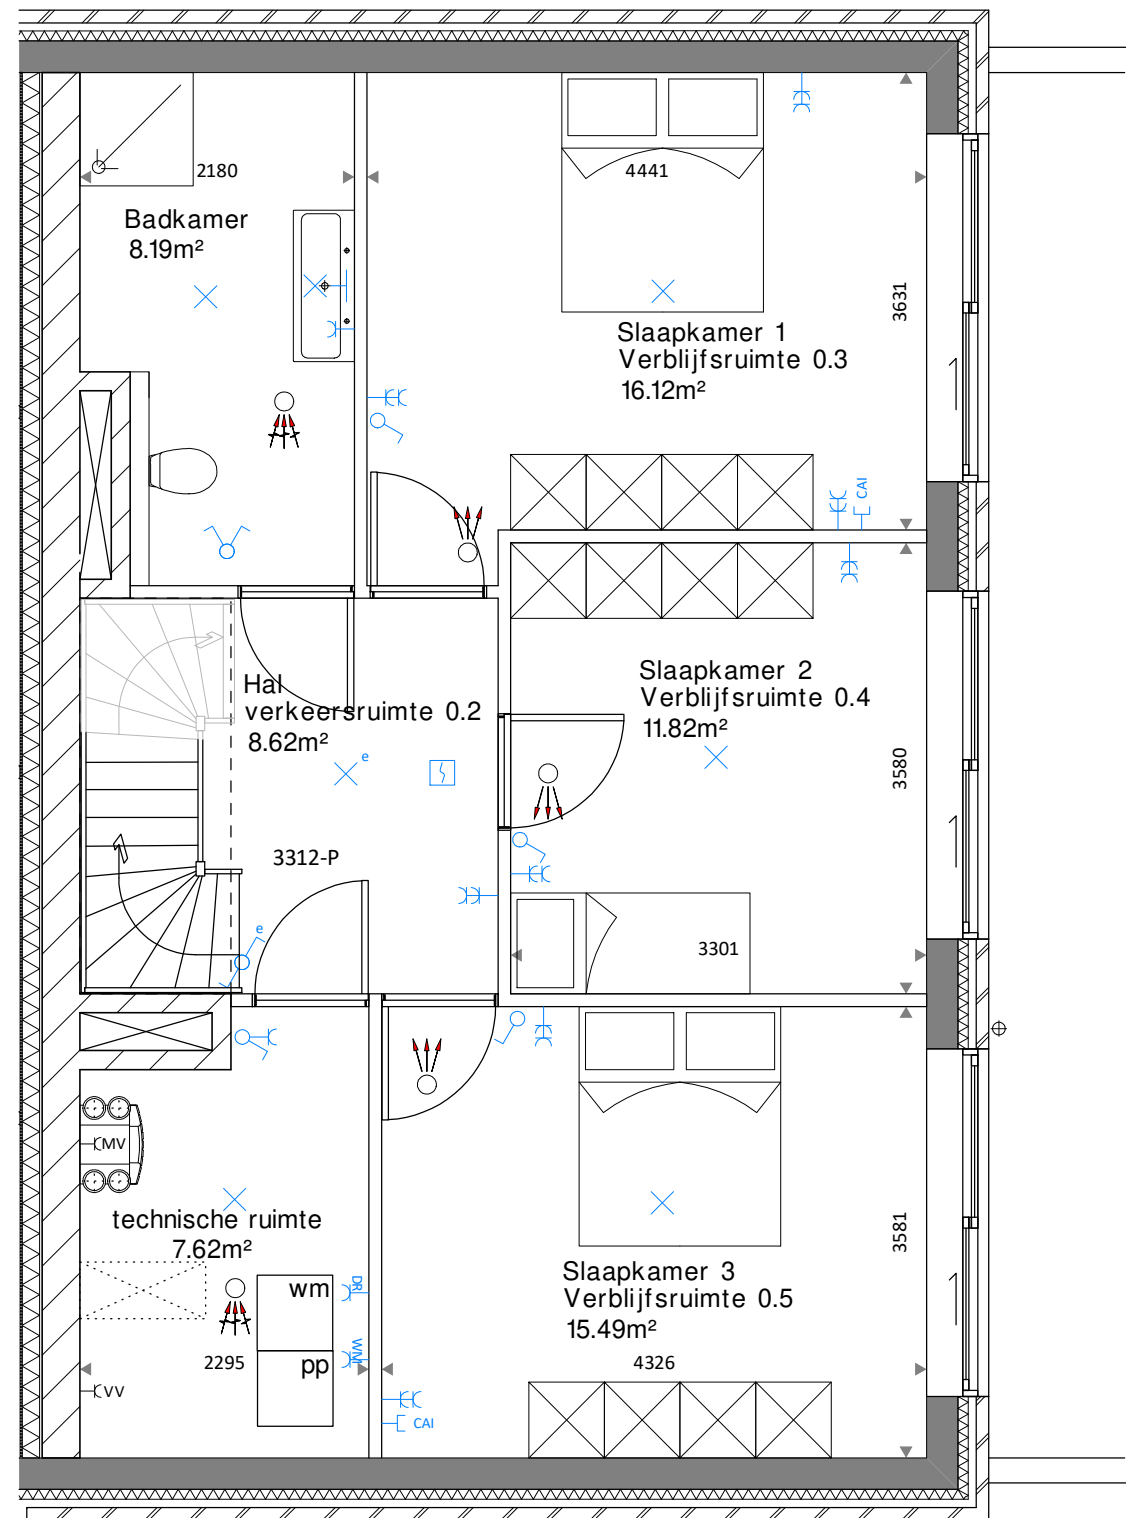 2180
4441
Badkamer
8.19m²
3631
Slaapkamer 1
Verblijfsruimte 0.3
16.12m²
CAI
Slaapkamer 2
Verblijfsruimte 0.4
11.82m²
Hal
verkeersruimte 0.2
8.62m²
e
3580
3312-P
e
3301
MV
technische ruimte
7.62m²
3581
Slaapkamer 3
Verblijfsruimte 0.5
15.49m²
wm
DR
WM
pp
2295
4326
VV
CAI